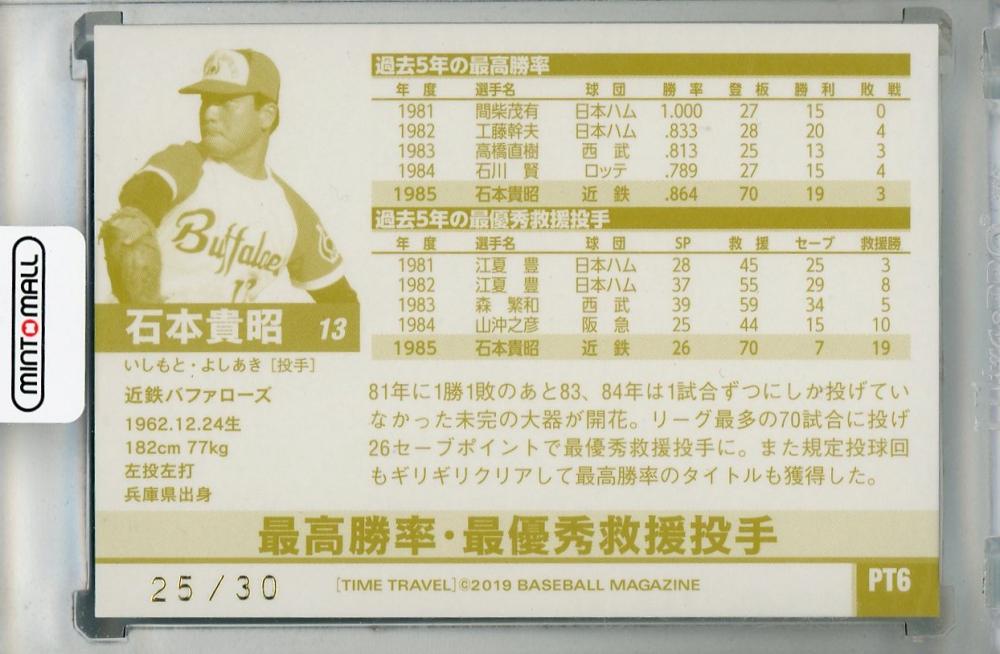 MINTOMALL
Buffaloes
石本貴昭 13
いしもと・よしあき [投手]
近鉄バファローズ
1962.12.24生
182cm 77kg
左投左打
兵庫県出身
過去5年の最高勝率
年度 選手名 球団 勝率 登板 勝利 敗戦
1981 間柴茂有 日本ハム 1.000 27 15 0
1982 工藤幹夫 日本ハム .833 28 20 4
1983 高橋直樹 西武 .813 25 13 3
1984 石川 賢 ロッテ .789 27 15 4
1985 石本貴昭 近鉄 .864 70 19 3
過去5年の最優秀救援投手
年度 選手名 球団 SP 救援 セーブ 救援勝
1981 江夏 豊 日本ハム 28 45 25 3
1982 江夏 豊 日本ハム 37 55 29 8
1983 森 繁和 西武 39 59 34 5
1984 山沖之彦 阪急 25 44 15 10
1985 石本貴昭 近鉄 26 70 7 19
81年に1勝1敗のあと83、84年は1試合ずつにしか投げてい
なかった未完の大器が開花。リーグ最多の70試合に投げ
26セーブポイントで最優秀救援投手に。また規定投球回
もギリギリクリアして最高勝率のタイトルも獲得した。
最高勝率・最優秀救援投手
25/30
[TIME TRAVEL]©2019 BASEBALL MAGAZINE
PT6